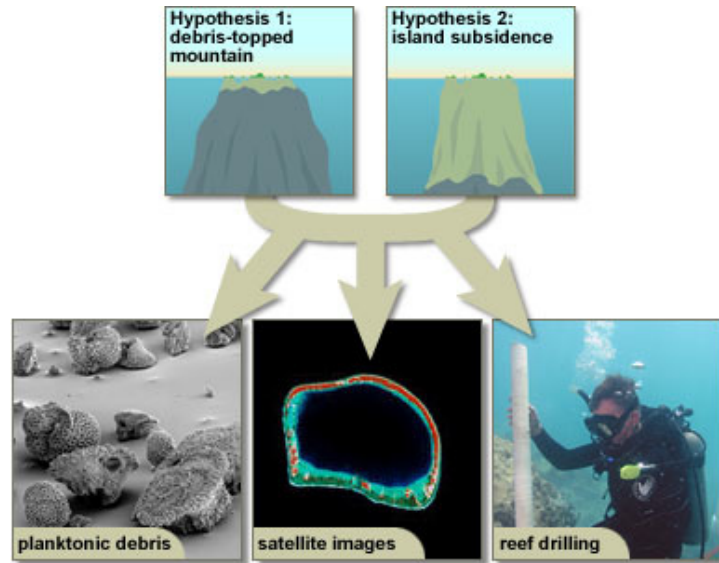 Hypothesis 1:
debris-topped
mountain
Hypothesis 2:
island subsidence
planktonic debris
satellite images
reef drilling